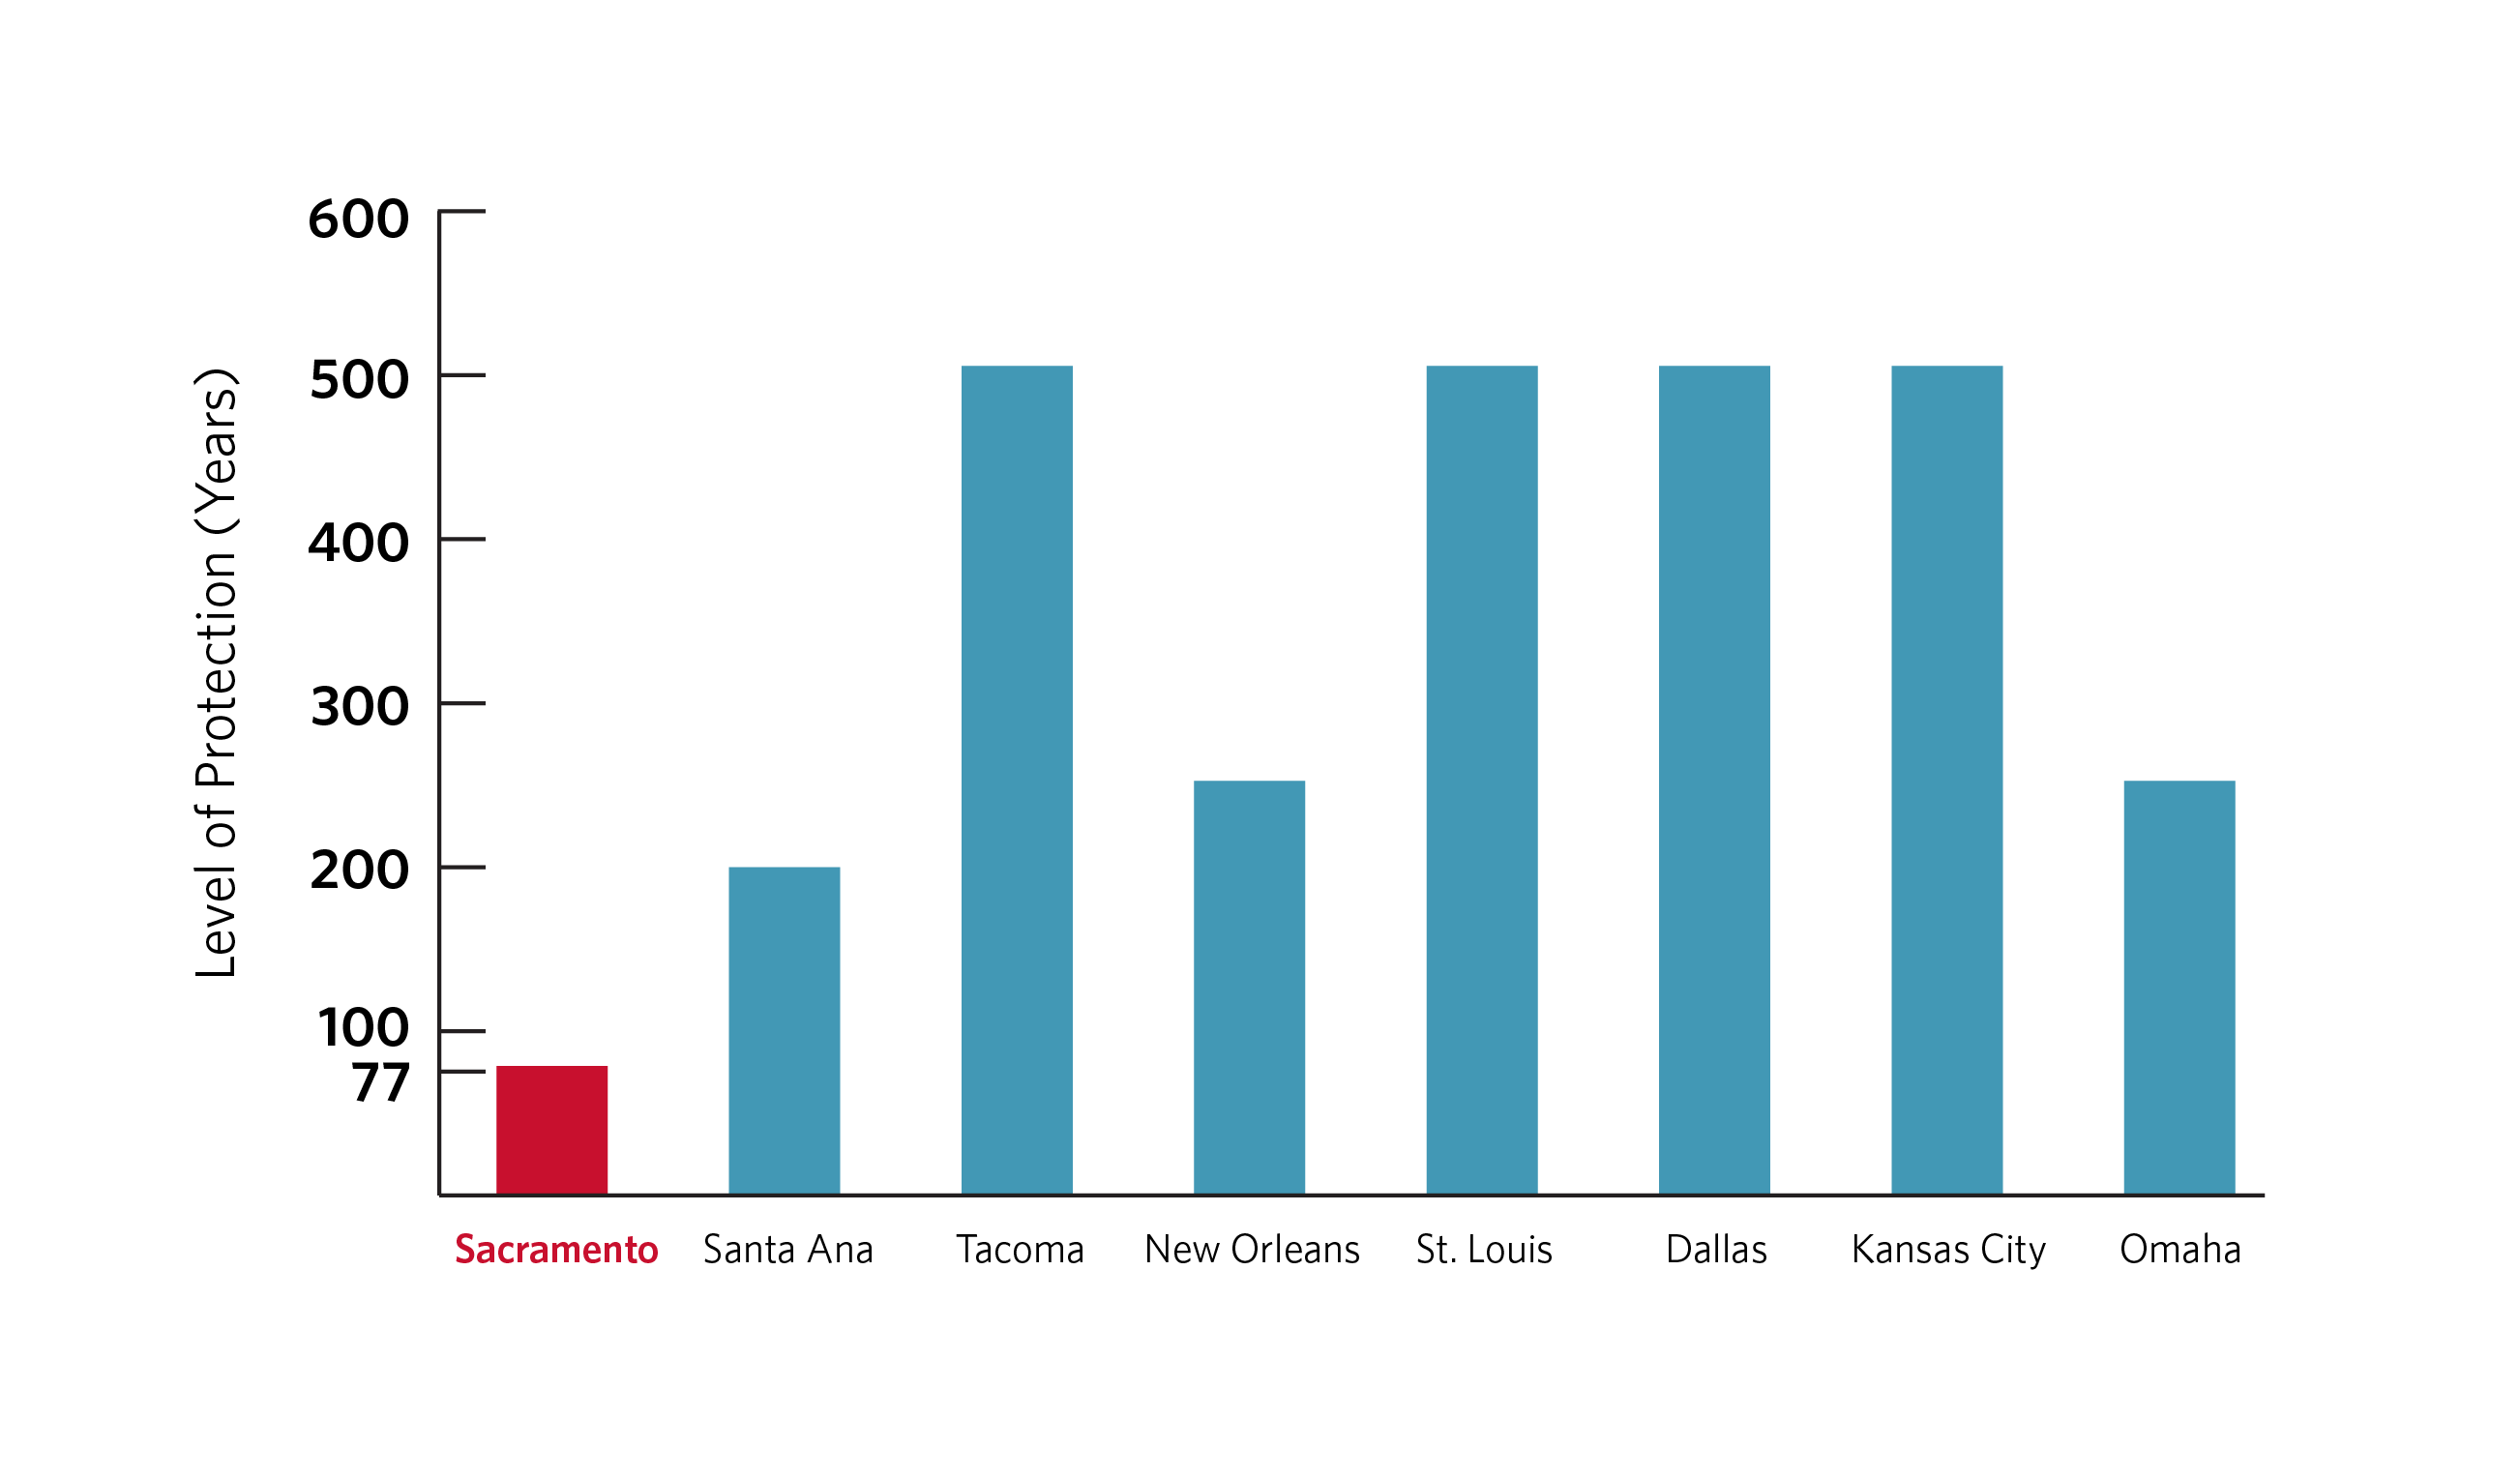 Level of Protection (Years)
600
500
400
300
200
100
77
Sacramento
Santa Ana
Tacoma
New Orleans
St. Louis
Dallas
Kansas City
Omaha